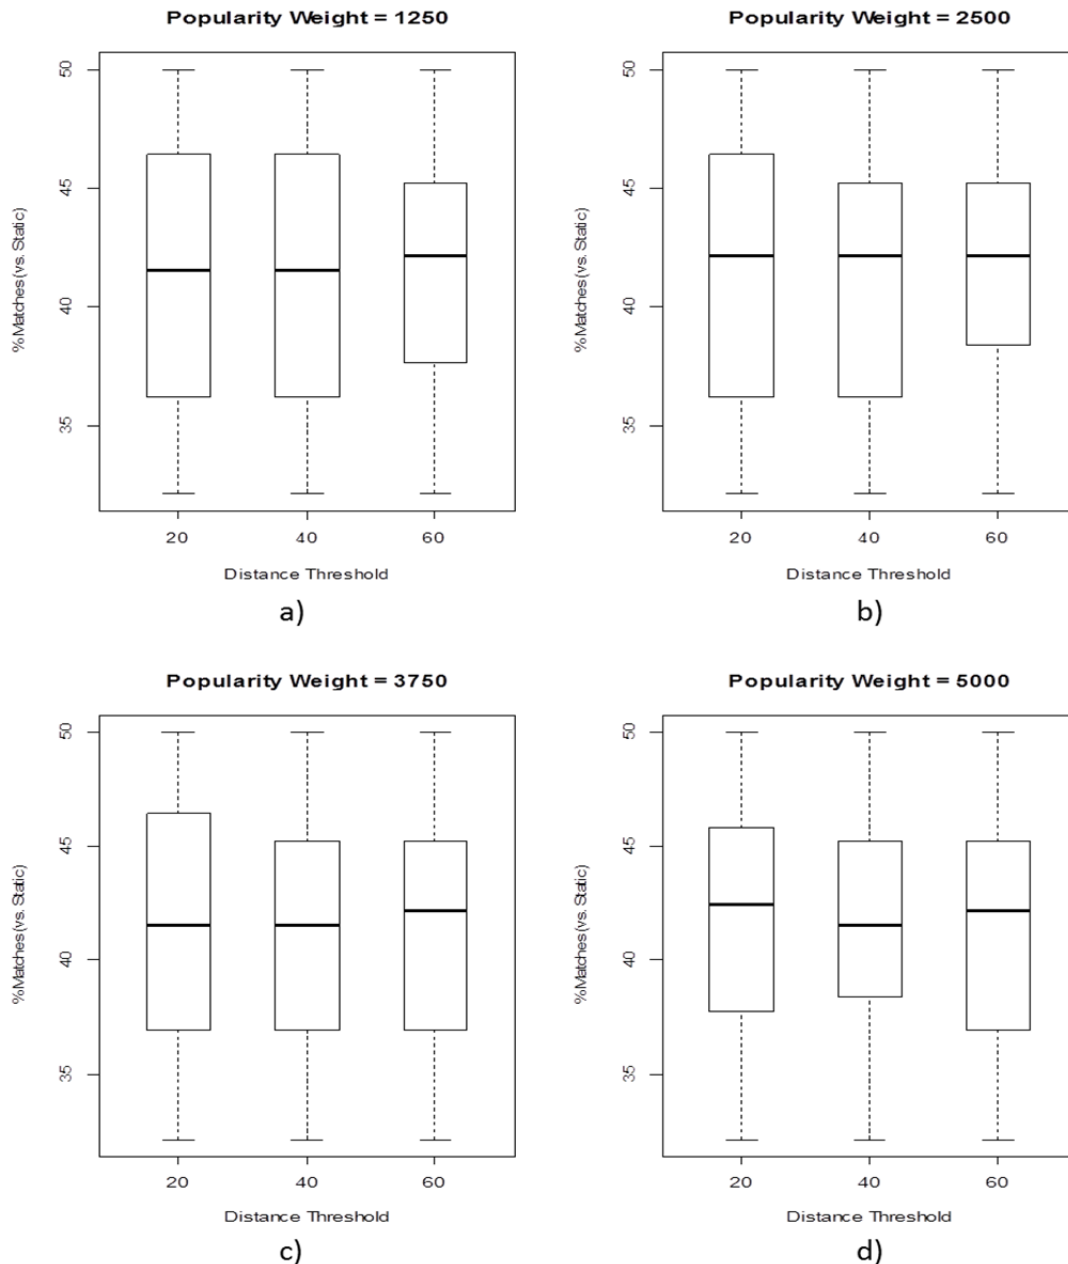 Popularity Weight = 1250
%Matches(vs. Static)
50
45
40
35
20 40 60
Distance Threshold
a)
Popularity Weight = 2500
%Matches(vs. Static)
50
45
40
35
20 40 60
Distance Threshold
b)
Popularity Weight = 3750
%Matches(vs. Static)
50
45
40
35
20 40 60
Distance Threshold
c)
Popularity Weight = 5000
%Matches(vs. Static)
50
45
40
35
20 40 60
Distance Threshold
d)